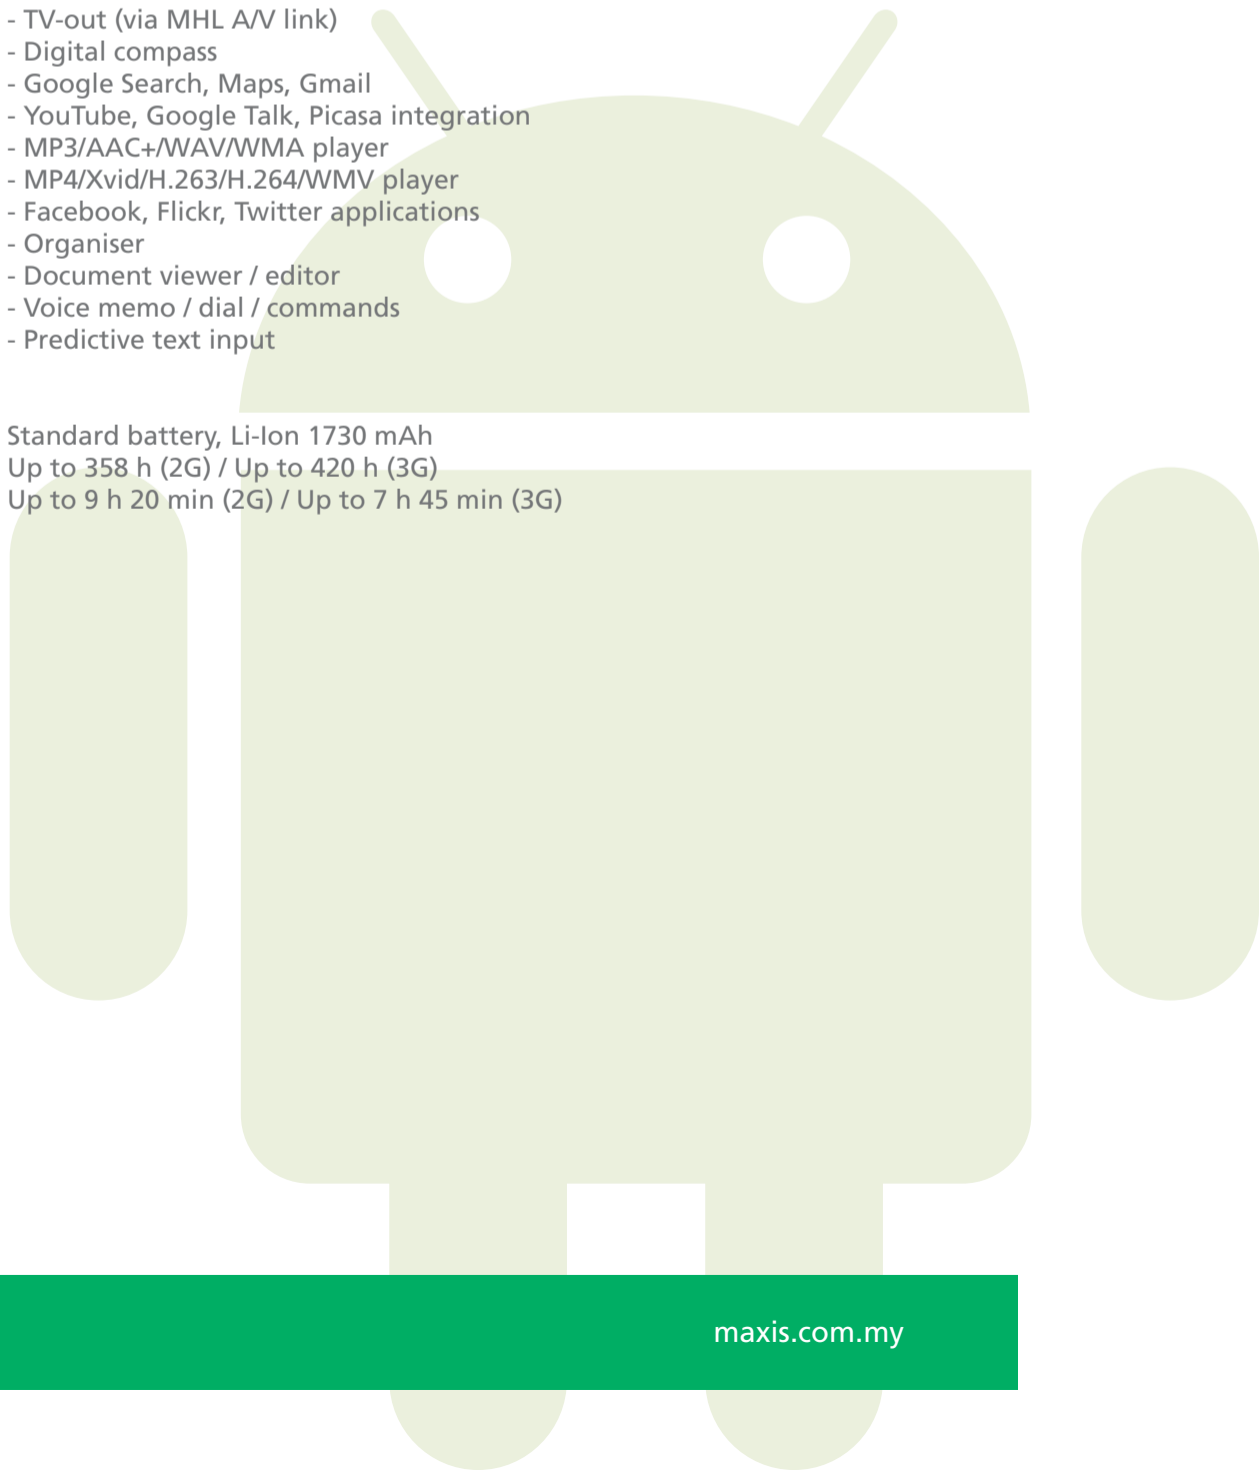 - TV-out (via MHL A/V link)
- Digital compass
- Google Search, Maps, Gmail
- YouTube, Google Talk, Picasa integration
- MP3/AAC+/WAV/WMA player
- MP4/Xvid/H.263/H.264/WMV player
- Facebook, Flickr, Twitter applications
- Organiser
- Document viewer / editor
- Voice memo / dial / commands
- Predictive text input
Standard battery, Li-Ion 1730 mAh
Up to 358 h (2G) / Up to 420 h (3G)
Up to 9 h 20 min (2G) / Up to 7 h 45 min (3G)
maxis.com.my